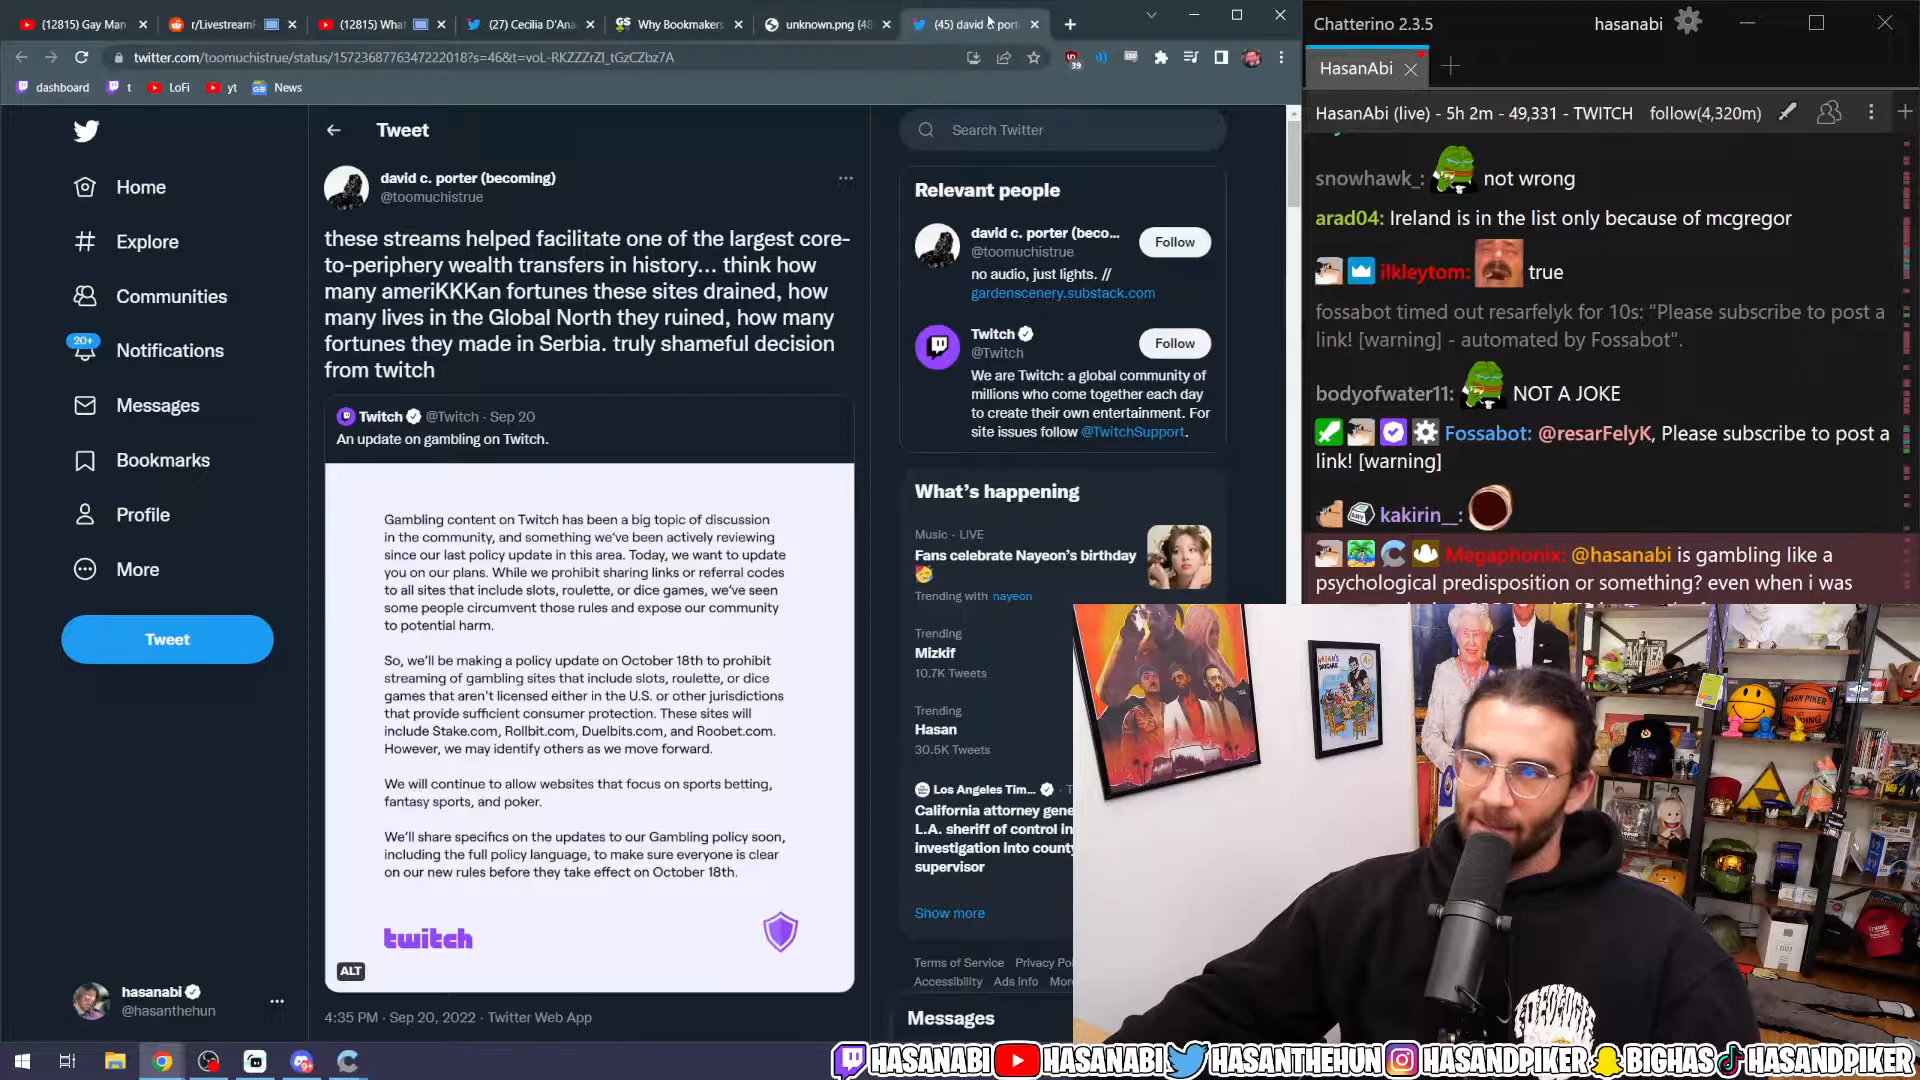 (12815) Gay Man
r/Livestream
(12815) What
(27) Cecilia D'Ana
Why Bookmakers
unknown.png (48
(45) david c. port
twitter.com/toomuchistrue/status/1572368776347222018?s=46&t=voL-RKZZZrZI_tGzCZbz7A
dashboard
t
LoFi
yt
News
Home
Explore
Communities
20+
Notifications
Messages
Bookmarks
Profile
More
Tweet
hasanabi
@hasanthehun
Tweet
david c. porter (becoming)
@toomuchistrue
these streams helped facilitate one of the largest core-
to-periphery wealth transfers in history... think how
many ameriKKKan fortunes these sites drained, how
many lives in the Global North they ruined, how many
fortunes they made in Serbia. truly shameful decision
from twitch
Twitch @Twitch · Sep 20
An update on gambling on Twitch.
Gambling content on Twitch has been a big topic of discussion
in the community, and something we've been actively reviewing
since our last policy update in this area. Today, we want to update
you on our plans. While we prohibit sharing links or referral codes
to all sites that include slots, roulette, or dice games, we've seen
some people circumvent those rules and expose our community
to potential harm.
So, we'll be making a policy update on October 18th to prohibit
streaming of gambling sites that include slots, roulette, or dice
games that aren't licensed either in the U.S. or other jurisdictions
that provide sufficient consumer protection. These sites will
include Stake.com, Rollbit.com, Duelbits.com, and Roobet.com.
However, we may identify others as we move forward.
We will continue to allow websites that focus on sports betting,
fantasy sports, and poker.
We'll share specifics on the updates to our Gambling policy soon,
including the full policy language, to make sure everyone is clear
on our new rules before they take effect on October 18th.
twitch
ALT
4:35 PM · Sep 20, 2022 · Twitter Web App
Search Twitter
Relevant people
david c. porter (beco...
@toomuchistrue
Follow
no audio, just lights. //
gardenscenery.substack.com
Twitch
@Twitch
Follow
We are Twitch: a global community of
millions who come together each day
to create their own entertainment. For
site issues follow @TwitchSupport.
What's happening
Music · LIVE
Fans celebrate Nayeon's birthday
Trending with nayeon
Trending
Mizkif
10.7K Tweets
Trending
Hasan
30.5K Tweets
Los Angeles Tim...
California attorney gene
L.A. sheriff of control in
investigation into county
supervisor
Show more
Terms of Service Privacy Pol
Accessibility Ads info More
Messages
Chatterino 2.3.5
hasanabi
HasanAbi
HasanAbi (live) - 5h 2m - 49,331 - TWITCH follow(4,320m)
snowhawk_: not wrong
arad04: Ireland is in the list only because of mcgregor
ilkleytom: true
fossabot timed out resarfelyk for 10s: "Please subscribe to post a
link! [warning] - automated by Fossabot".
bodyofwater11: NOT A JOKE
Fossabot: @resarFelyK, Please subscribe to post a
link! [warning]
kakirin__:
Megaphonix: @hasanabi is gambling like a
psychological predisposition or something? even when i was
HASANABI HASANABI HASANTHEHUN HASANDPIKER BIGHAS HASANDPIKER